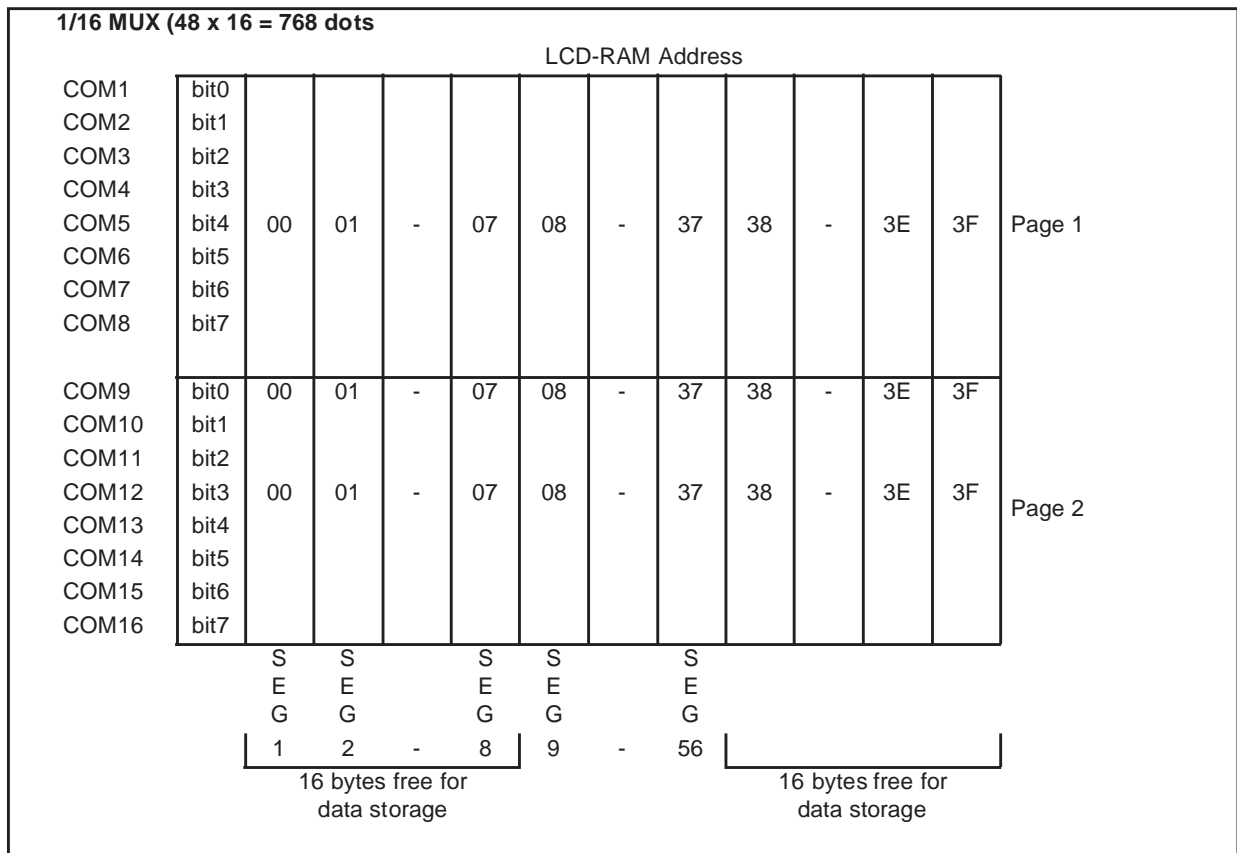 1/16 MUX (48 x 16 = 768 dots
LCD-RAM Address
COM1 bit0
COM2 bit1
COM3 bit2
COM4 bit3
COM5 bit4 00 01 - 07 08 - 37 38 - 3E 3F Page 1
COM6 bit5
COM7 bit6
COM8 bit7
COM9 bit0 00 01 - 07 08 - 37 38 - 3E 3F
COM10 bit1
COM11 bit2
COM12 bit3 00 01 - 07 08 - 37 38 - 3E 3F
Page 2
COM13 bit4
COM14 bit5
COM15 bit6
COM16 bit7
S S S S S
E E E E E
G G G G G
1 2 - 8 9 - 56
16 bytes free for 16 bytes free for
data storage data storage